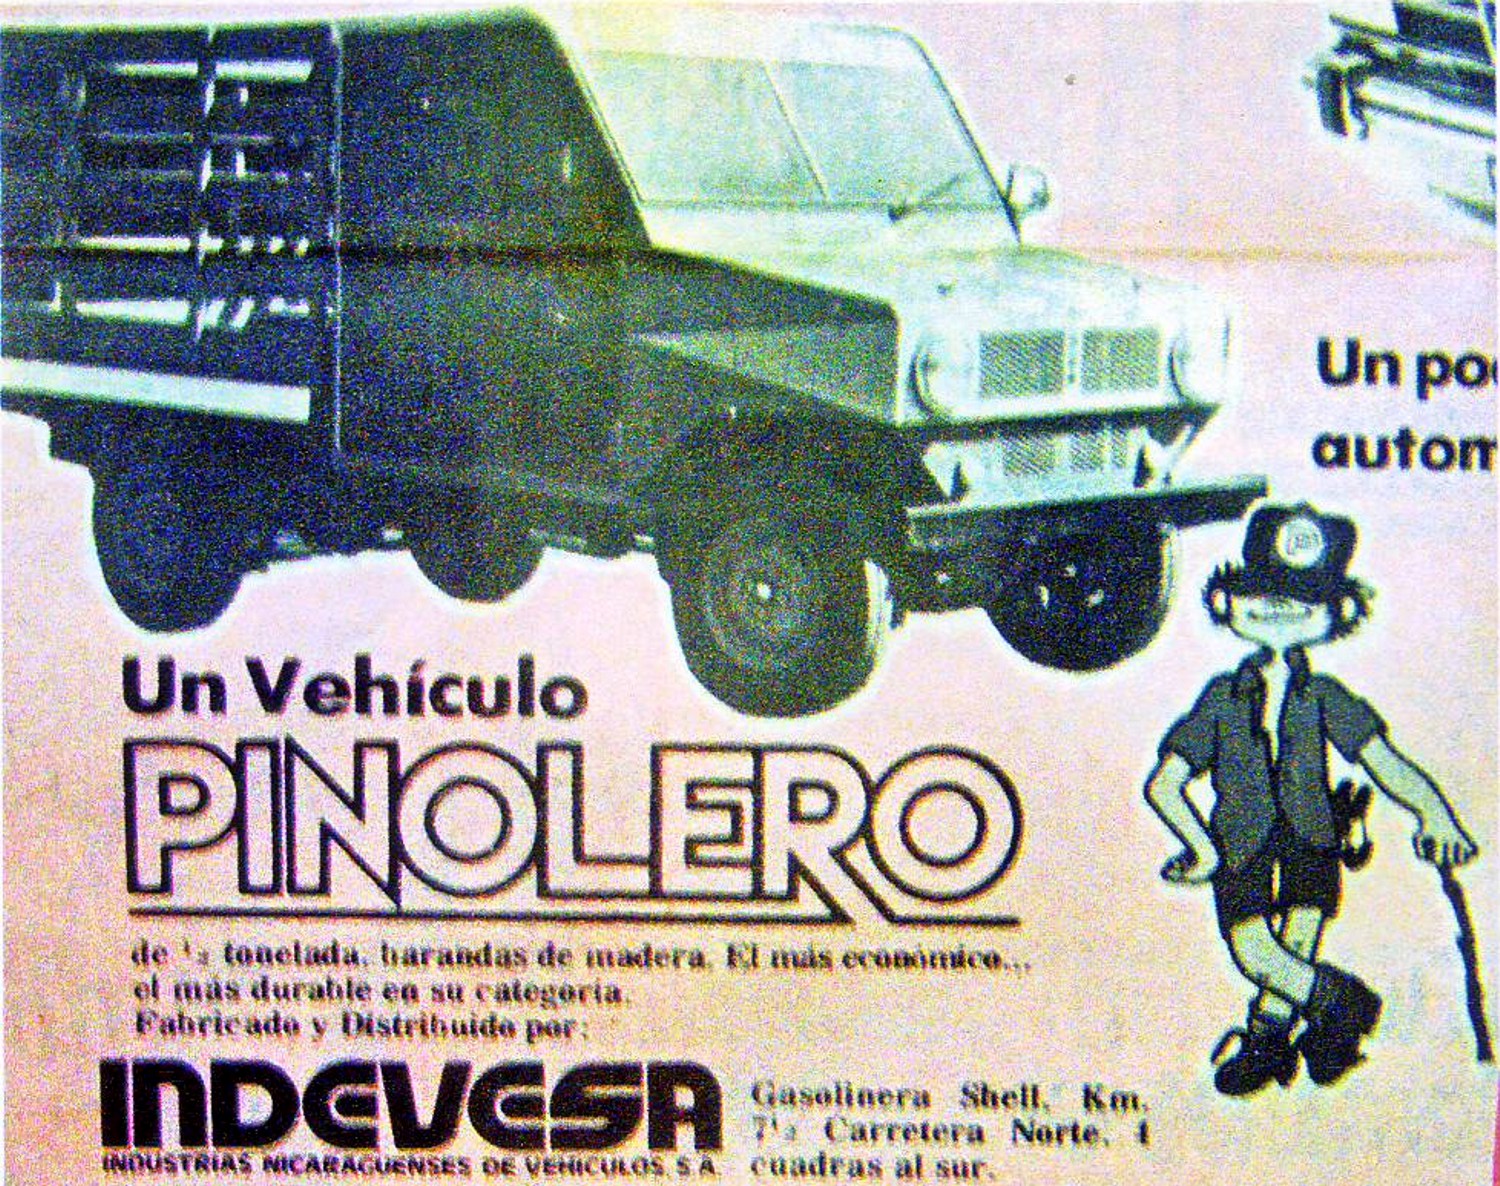 Un Vehículo
PINOLERO
de ½ tonelada, barandas de madera. El más económico...
el más durable en su categoría.
Fabricado y Distribuido por:
INDEVESA
INDUSTRIAS NICARAGUENSES DE VEHICULOS, S.A.
Gasolinera Shell, Km.
7½ Carretera Norte, 4
cuadras al sur.
Un po
autom